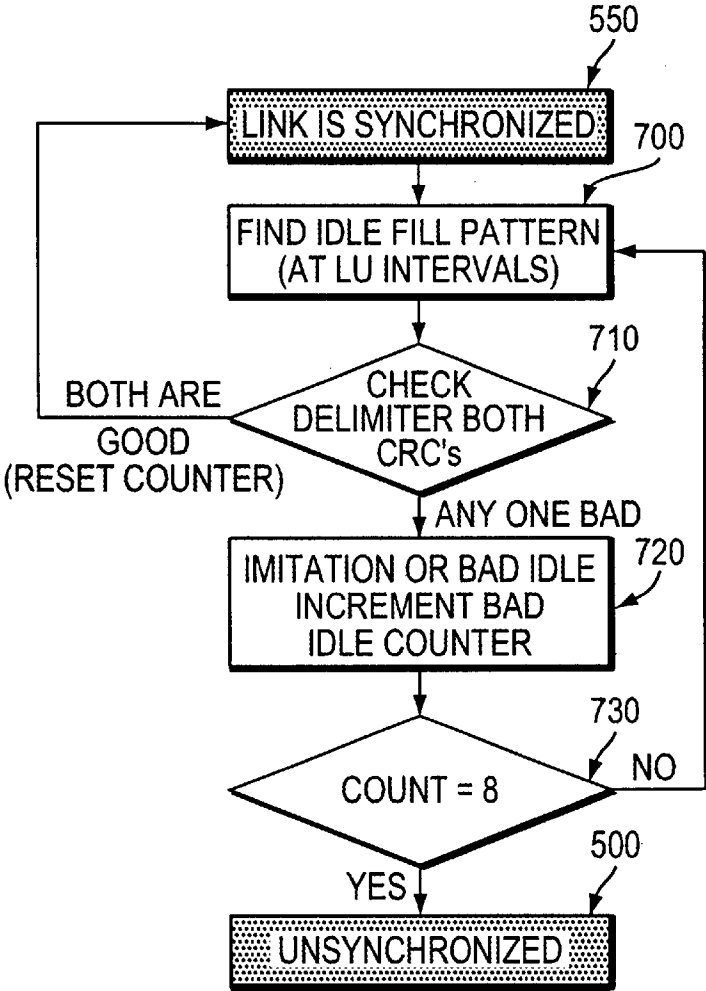 550
LINK IS SYNCHRONIZED
700
FIND IDLE FILL PATTERN
(AT LU INTERVALS)
710
CHECK
DELIMITER BOTH
CRC's
BOTH ARE
GOOD
(RESET COUNTER)
ANY ONE BAD
720
IMITATION OR BAD IDLE
INCREMENT BAD
IDLE COUNTER
730
COUNT = 8
NO
YES
500
UNSYNCHRONIZED